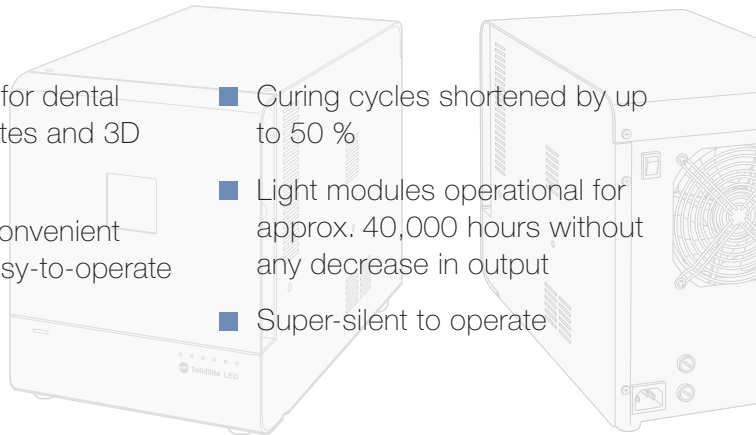 for dental
tes and 3D
onvenient
sy-to-operate
Curing cycles shortened by up
to 50 %
Light modules operational for
approx. 40,000 hours without
any decrease in output
Super-silent to operate
Solidilite LED